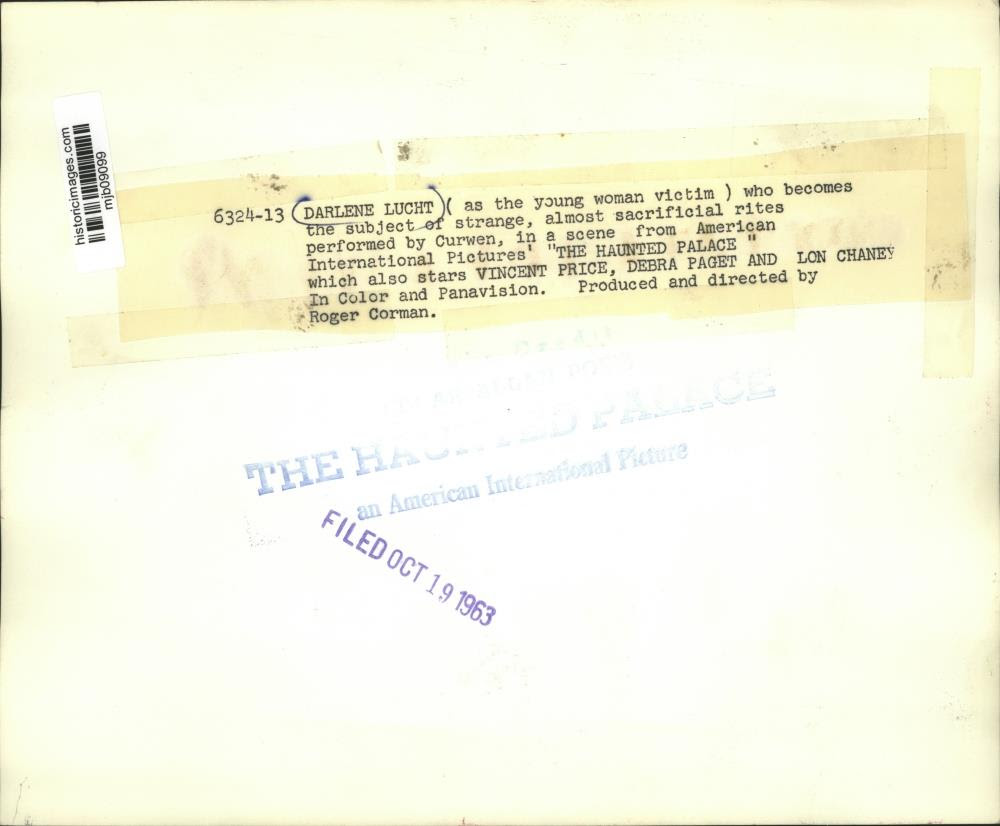 historicimages.com
mjb09099
6324-13 DARLENE LUCHT ( as the young woman victim ) who becomes
the subject of strange, almost sacrificial rites
performed by Curwen, in a scene from American
International Pictures' "THE HAUNTED PALACE "
which also stars VINCENT PRICE, DEBRA PAGET AND LON CHANEY
In Color and Panavision. Produced and directed by
Roger Corman.
Credit
THE HAUNTED PALACE
an American International Picture
FILED OCT 19 1963